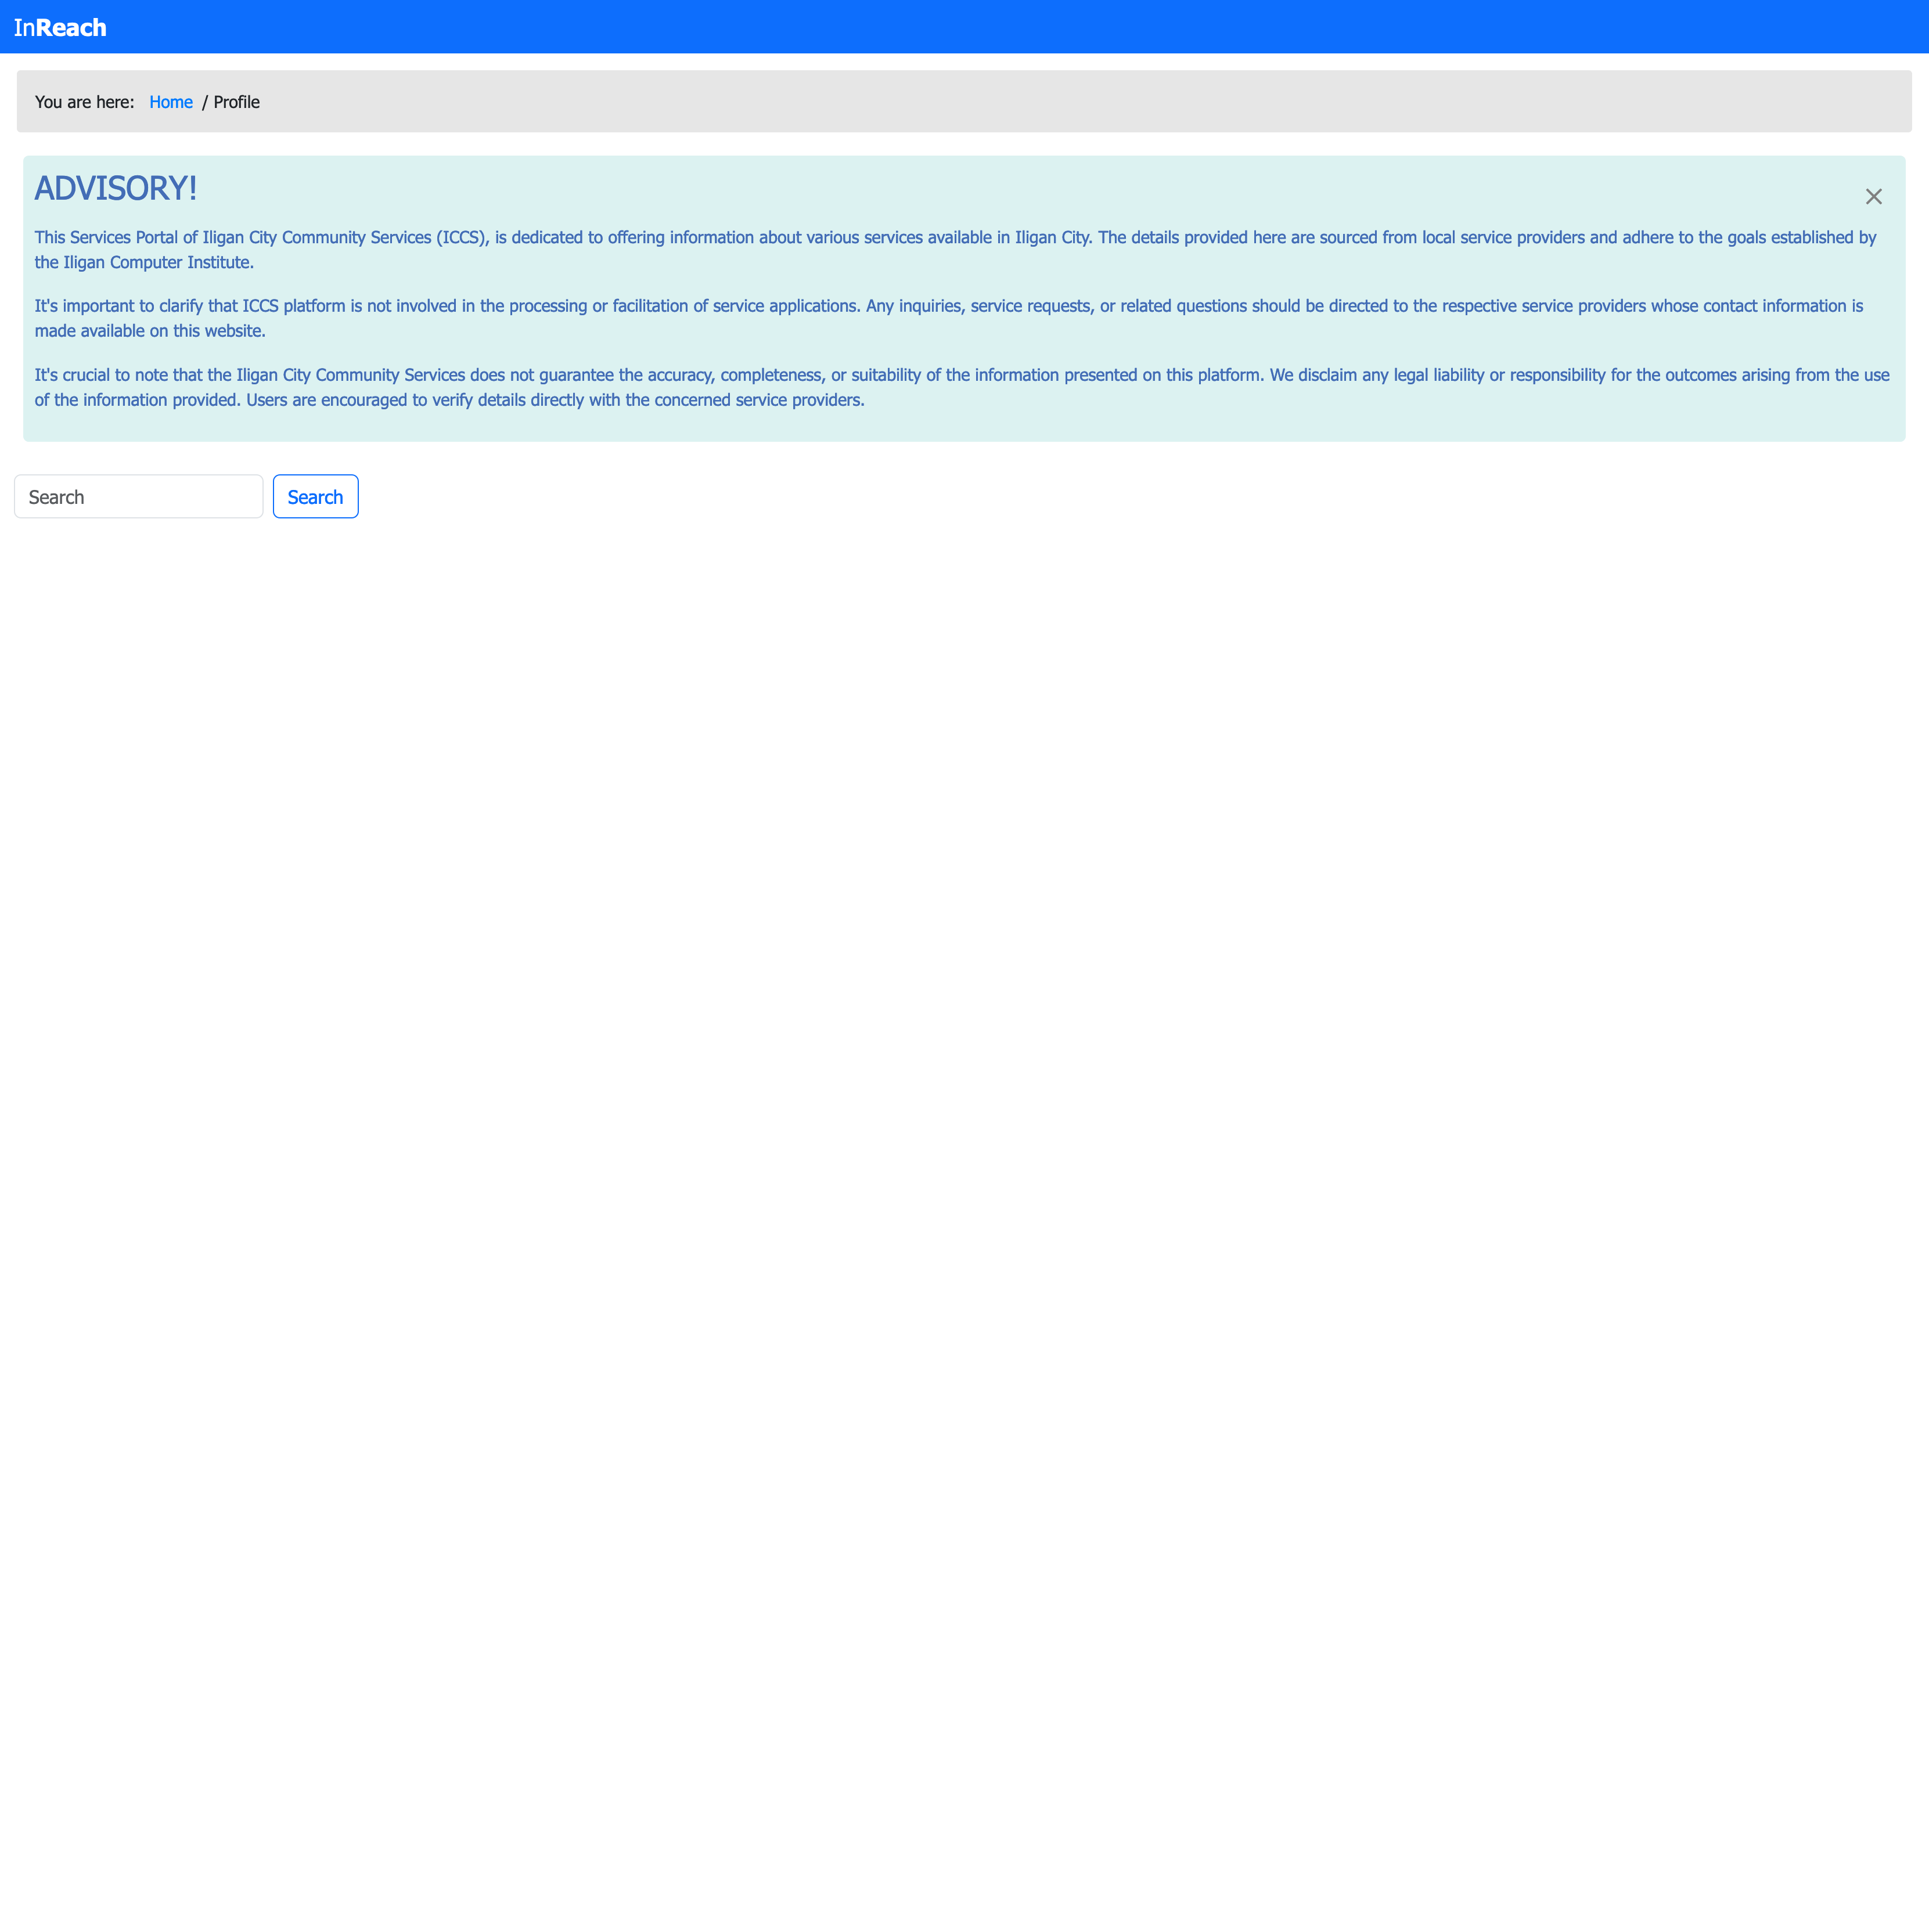 InReach
You are here: Home / Profile
ADVISORY!
This Services Portal of Iligan City Community Services (ICCS), is dedicated to offering information about various services available in Iligan City. The details provided here are sourced from local service providers and adhere to the goals established by
the Iligan Computer Institute.
It's important to clarify that ICCS platform is not involved in the processing or facilitation of service applications. Any inquiries, service requests, or related questions should be directed to the respective service providers whose contact information is
made available on this website.
It's crucial to note that the Iligan City Community Services does not guarantee the accuracy, completeness, or suitability of the information presented on this platform. We disclaim any legal liability or responsibility for the outcomes arising from the use
of the information provided. Users are encouraged to verify details directly with the concerned service providers.
Search Search